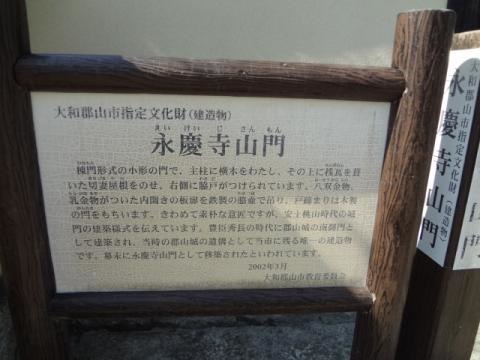 大和郡山市指定文化財(建造物)
えい けい じ さん もん
永慶寺山門
棟門形式の小形の門で、主柱に横木をわたし、その上に桟瓦を葺
いた切妻屋根をのせ、右側に脇戸がつけられています。八双金物、
乳金物がついた内開きの板扉を鉄製の肘壷で吊り、戸締まりは木製
の閂をもちいます。きわめて素朴な意匠ですが、安土桃山時代の城
門の建築様式を伝えています。豊臣秀長の時代に郡山城の南御門と
して建築され、当時の郡山城の遺構として当市に残る唯一の建造物
です。幕末に永慶寺山門として移築されたといわれています。
2002年3月
大和郡山市教育委員会
大和郡山市指定文化財(建造物)
永慶寺山門